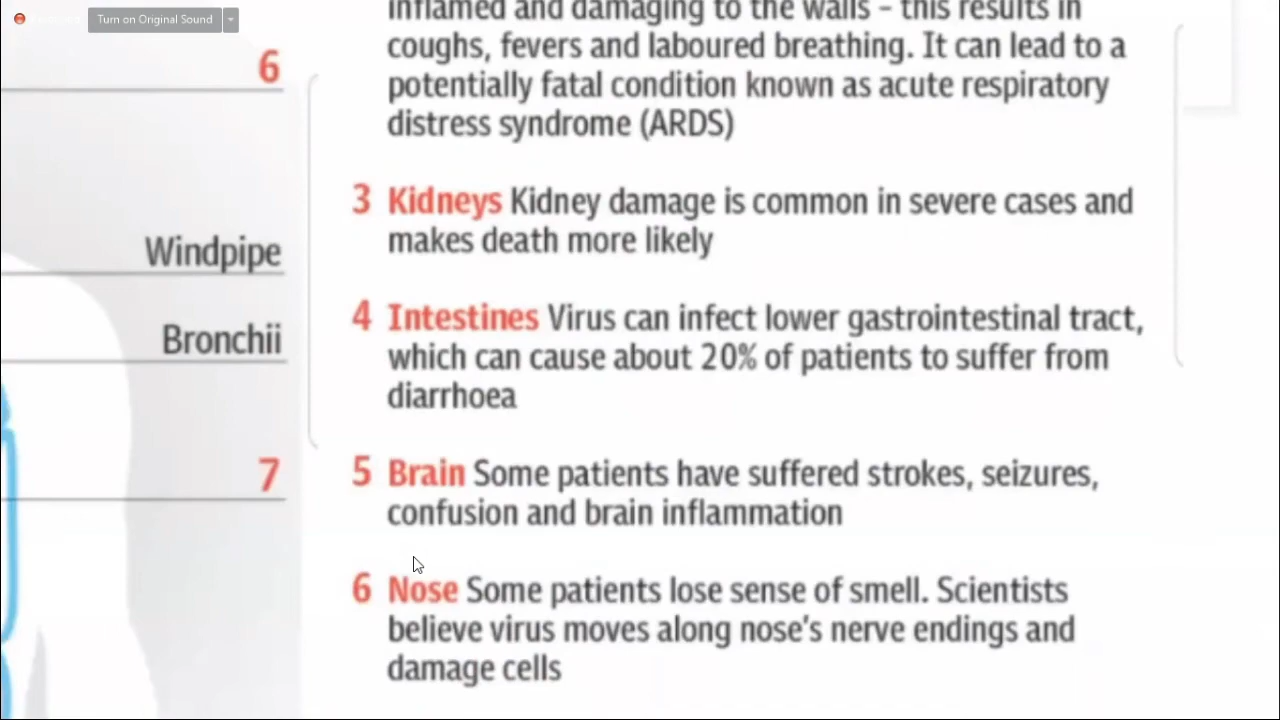 Turn on Original Sound
inflamed and damaging to the walls – this results in
coughs, fevers and laboured breathing. It can lead to a
potentially fatal condition known as acute respiratory
distress syndrome (ARDS)
3 Kidneys Kidney damage is common in severe cases and
makes death more likely
4 Intestines Virus can infect lower gastrointestinal tract,
which can cause about 20% of patients to suffer from
diarrhoea
5 Brain Some patients have suffered strokes, seizures,
confusion and brain inflammation
6 Nose Some patients lose sense of smell. Scientists
believe virus moves along nose's nerve endings and
damage cells
6
Windpipe
Bronchii
7